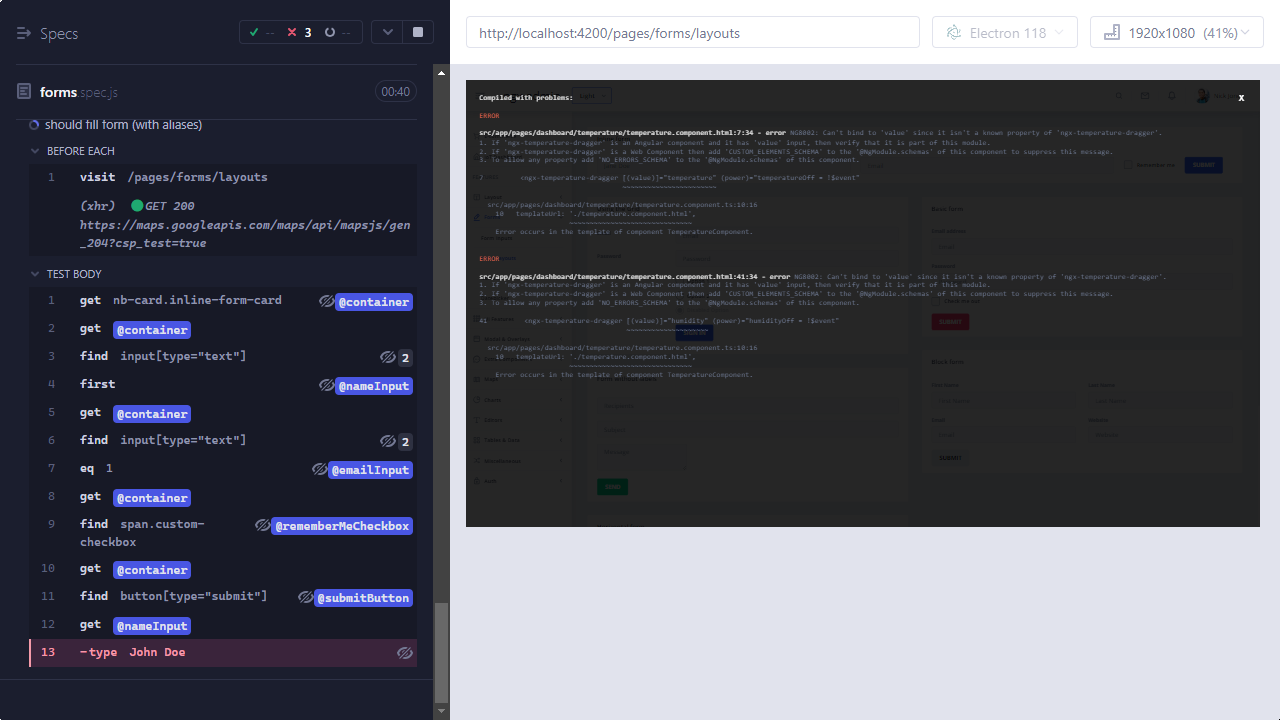 Specs
-- 3 --
forms.spec.js
00:40
should fill form (with aliases)
BEFORE EACH
1 visit /pages/forms/layouts
(xhr) GET 200
https://maps.googleapis.com/maps/api/mapsjs/gen
_204?csp_test=true
TEST BODY
1 get nb-card.inline-form-card @container
2 get @container
3 find input[type="text"] 2
4 first @nameInput
5 get @container
6 find input[type="text"] 2
7 eq 1 @emailInput
8 get @container
9 find span.custom- @rememberMeCheckbox
checkbox
10 get @container
11 find button[type="submit"] @submitButton
12 get @nameInput
13 -type John Doe
http://localhost:4200/pages/forms/layouts
Electron 118
1920x1080 (41%)
Compiled with problems:
X
ERROR
src/app/pages/dashboard/temperature/temperature.component.html:7:34 - error NG8002: Can't bind to 'value' since it isn't a known property of 'ngx-temperature-dragger'.
1. If 'ngx-temperature-dragger' is an Angular component and it has 'value' input, then verify that it is part of this module.
2. If 'ngx-temperature-dragger' is a Web Component then add 'CUSTOM_ELEMENTS_SCHEMA' to the '@NgModule.schemas' of this component to suppress this message.
3. To allow any property add 'NO_ERRORS_SCHEMA' to the '@NgModule.schemas' of this component.
7 <ngx-temperature-dragger [(value)]="temperature" (power)="temperatureOff = !$event"
~~~~~~~~~~~~~~~~~~~~~~~
src/app/pages/dashboard/temperature/temperature.component.ts:10:16
10 templateUrl: './temperature.component.html',
~~~~~~~~~~~~~~~~~~~~~~~~~~~~~~
Error occurs in the template of component TemperatureComponent.
ERROR
src/app/pages/dashboard/temperature/temperature.component.html:41:34 - error NG8002: Can't bind to 'value' since it isn't a known property of 'ngx-temperature-dragger'.
1. If 'ngx-temperature-dragger' is an Angular component and it has 'value' input, then verify that it is part of this module.
2. If 'ngx-temperature-dragger' is a Web Component then add 'CUSTOM_ELEMENTS_SCHEMA' to the '@NgModule.schemas' of this component to suppress this message.
3. To allow any property add 'NO_ERRORS_SCHEMA' to the '@NgModule.schemas' of this component.
41 <ngx-temperature-dragger [(value)]="humidity" (power)="humidityOff = !$event"
~~~~~~~~~~~~~~~~~~~~
src/app/pages/dashboard/temperature/temperature.component.ts:10:16
10 templateUrl: './temperature.component.html',
~~~~~~~~~~~~~~~~~~~~~~~~~~~~~~
Error occurs in the template of component TemperatureComponent.
SUBMIT
SUBMIT
SUBMIT